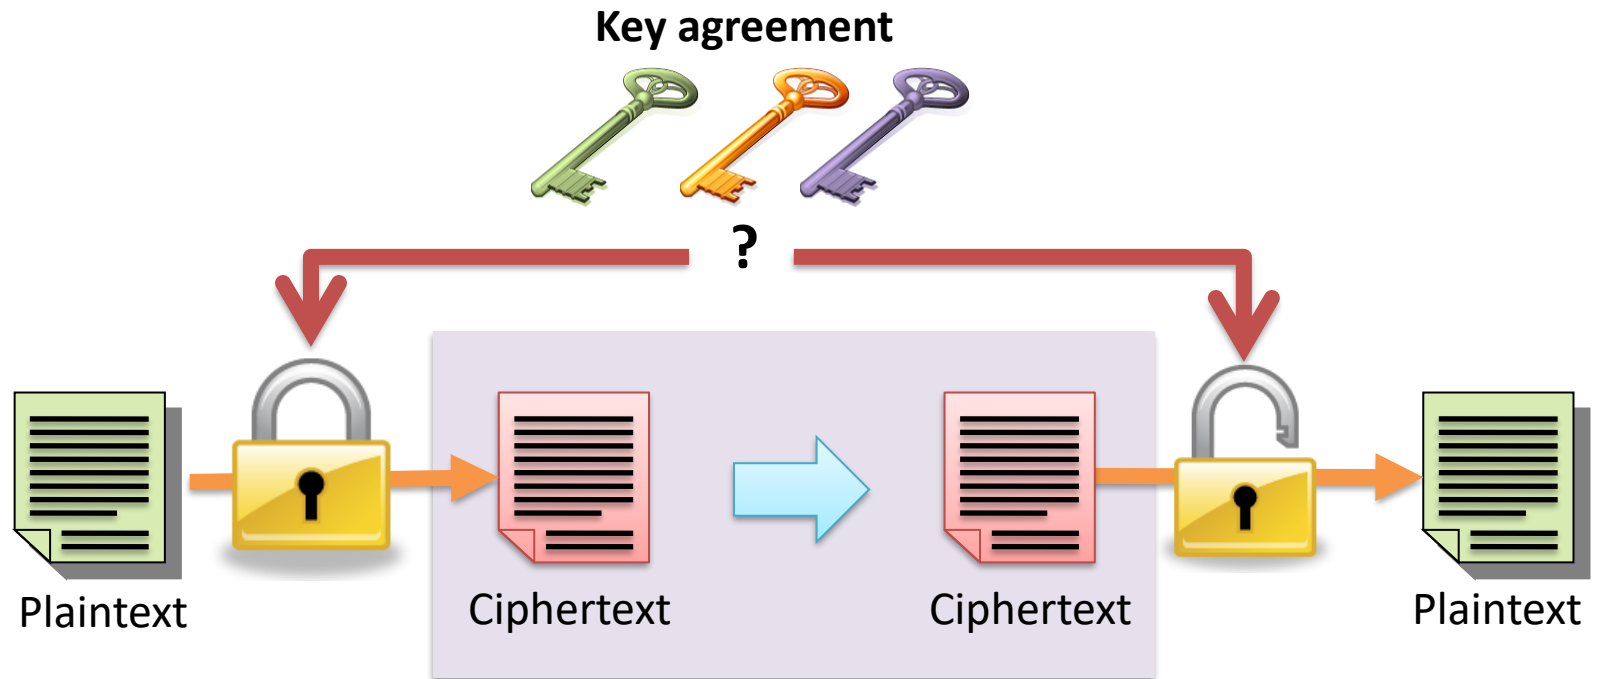 Key agreement
?
Plaintext
Ciphertext
Ciphertext
Plaintext